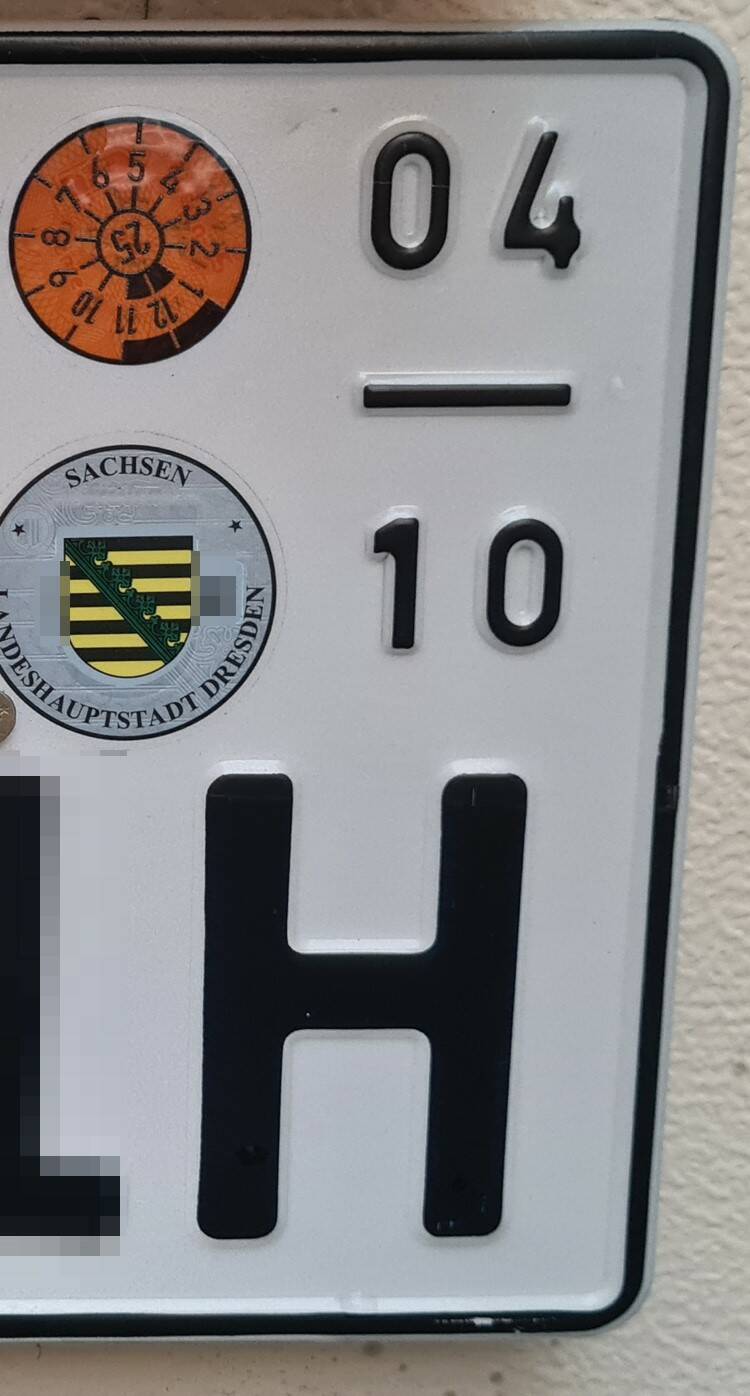 04
1 2 3 4 5 6 7 8 9 10 11 12
25
10
SACHSEN
LANDESHAUPTSTADT DRESDEN
H